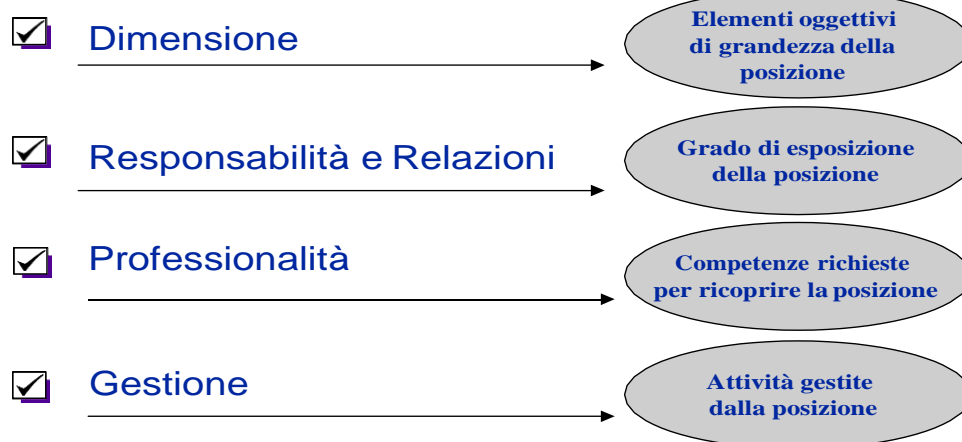 Dimensione
Elementi oggettivi
di grandezza della
posizione
Responsabilità e Relazioni
Grado di esposizione
della posizione
Professionalità
Competenze richieste
per ricoprire la posizione
Gestione
Attività gestite
dalla posizione